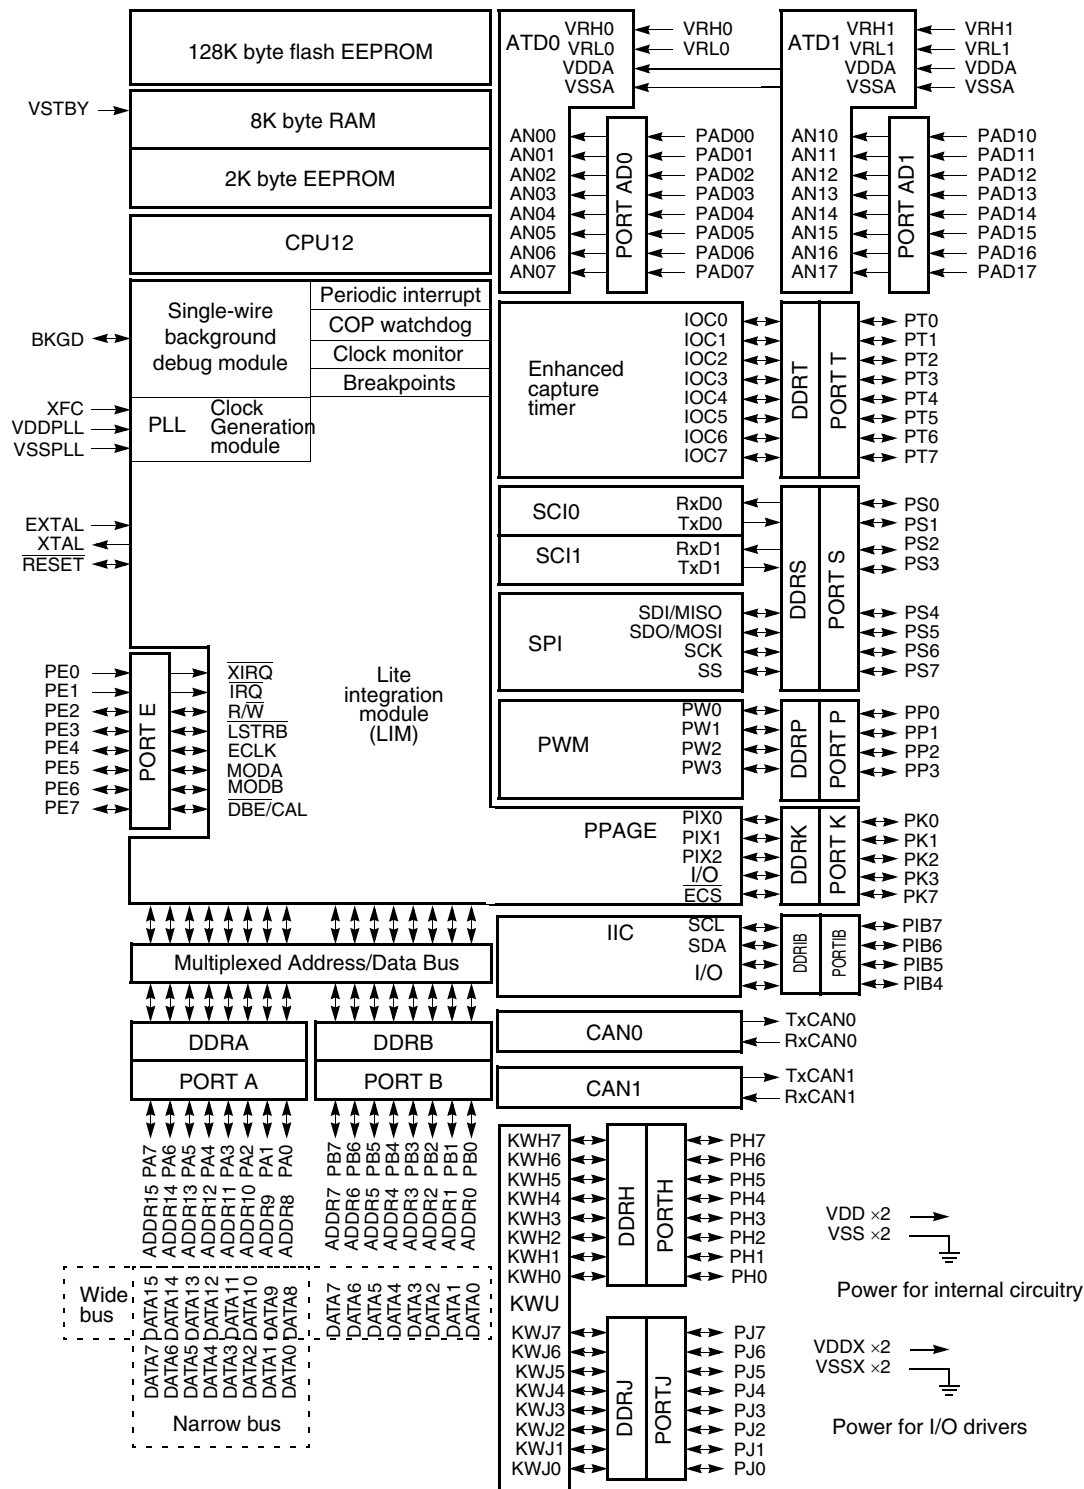 128K byte flash EEPROM
VSTBY
8K byte RAM
2K byte EEPROM
CPU12
Single-wire
background
debug module
Periodic interrupt
COP watchdog
Clock monitor
Breakpoints
BKGD
XFC
VDDPLL
VSSPLL
PLL
Clock
Generation
module
EXTAL
XTAL
RESET
PE0
PE1
PE2
PE3
PE4
PE5
PE6
PE7
PORT E
XIRQ
IRQ
R/W
LSTRB
ECLK
MODA
MODB
DBE/CAL
Lite
integration
module
(LIM)
Multiplexed Address/Data Bus
DDRA
PORT A
DDRB
PORT B
PA7
PA6
PA5
PA4
PA3
PA2
PA1
PA0
PB7
PB6
PB5
PB4
PB3
PB2
PB1
PB0
ADDR15
ADDR14
ADDR13
ADDR12
ADDR11
ADDR10
ADDR9
ADDR8
ADDR7
ADDR6
ADDR5
ADDR4
ADDR3
ADDR2
ADDR1
ADDR0
Wide
bus
DATA15
DATA14
DATA13
DATA12
DATA11
DATA10
DATA9
DATA8
DATA7
DATA6
DATA5
DATA4
DATA3
DATA2
DATA1
DATA0
DATA7
DATA6
DATA5
DATA4
DATA3
DATA2
DATA1
DATA0
Narrow bus
ATD0
VRH0
VRL0
VDDA
VSSA
VRH0
VRL0
AN00
AN01
AN02
AN03
AN04
AN05
AN06
AN07
PORT AD0
PAD00
PAD01
PAD02
PAD03
PAD04
PAD05
PAD06
PAD07
ATD1
VRH1
VRL1
VDDA
VSSA
VRH1
VRL1
VDDA
VSSA
AN10
AN11
AN12
AN13
AN14
AN15
AN16
AN17
PORT AD1
PAD10
PAD11
PAD12
PAD13
PAD14
PAD15
PAD16
PAD17
Enhanced
capture
timer
IOC0
IOC1
IOC2
IOC3
IOC4
IOC5
IOC6
IOC7
DDRT
PORT T
PT0
PT1
PT2
PT3
PT4
PT5
PT6
PT7
SCI0
RxD0
TxD0
SCI1
RxD1
TxD1
SPI
SDI/MISO
SDO/MOSI
SCK
SS
DDRS
PORT S
PS0
PS1
PS2
PS3
PS4
PS5
PS6
PS7
PWM
PW0
PW1
PW2
PW3
DDRP
PORT P
PP0
PP1
PP2
PP3
PPAGE
PIX0
PIX1
PIX2
I/O
ECS
DDRK
PORT K
PK0
PK1
PK2
PK3
PK7
IIC
SCL
SDA
I/O
DDRIB
PORTIB
PIB7
PIB6
PIB5
PIB4
CAN0
TxCAN0
RxCAN0
CAN1
TxCAN1
RxCAN1
KWH7
KWH6
KWH5
KWH4
KWH3
KWH2
KWH1
KWH0
KWU
KWJ7
KWJ6
KWJ5
KWJ4
KWJ3
KWJ2
KWJ1
KWJ0
DDRH
PORTH
PH7
PH6
PH5
PH4
PH3
PH2
PH1
PH0
DDRJ
PORTJ
PJ7
PJ6
PJ5
PJ4
PJ3
PJ2
PJ1
PJ0
VDD ×2
VSS ×2
Power for internal circuitry
VDDX ×2
VSSX ×2
Power for I/O drivers